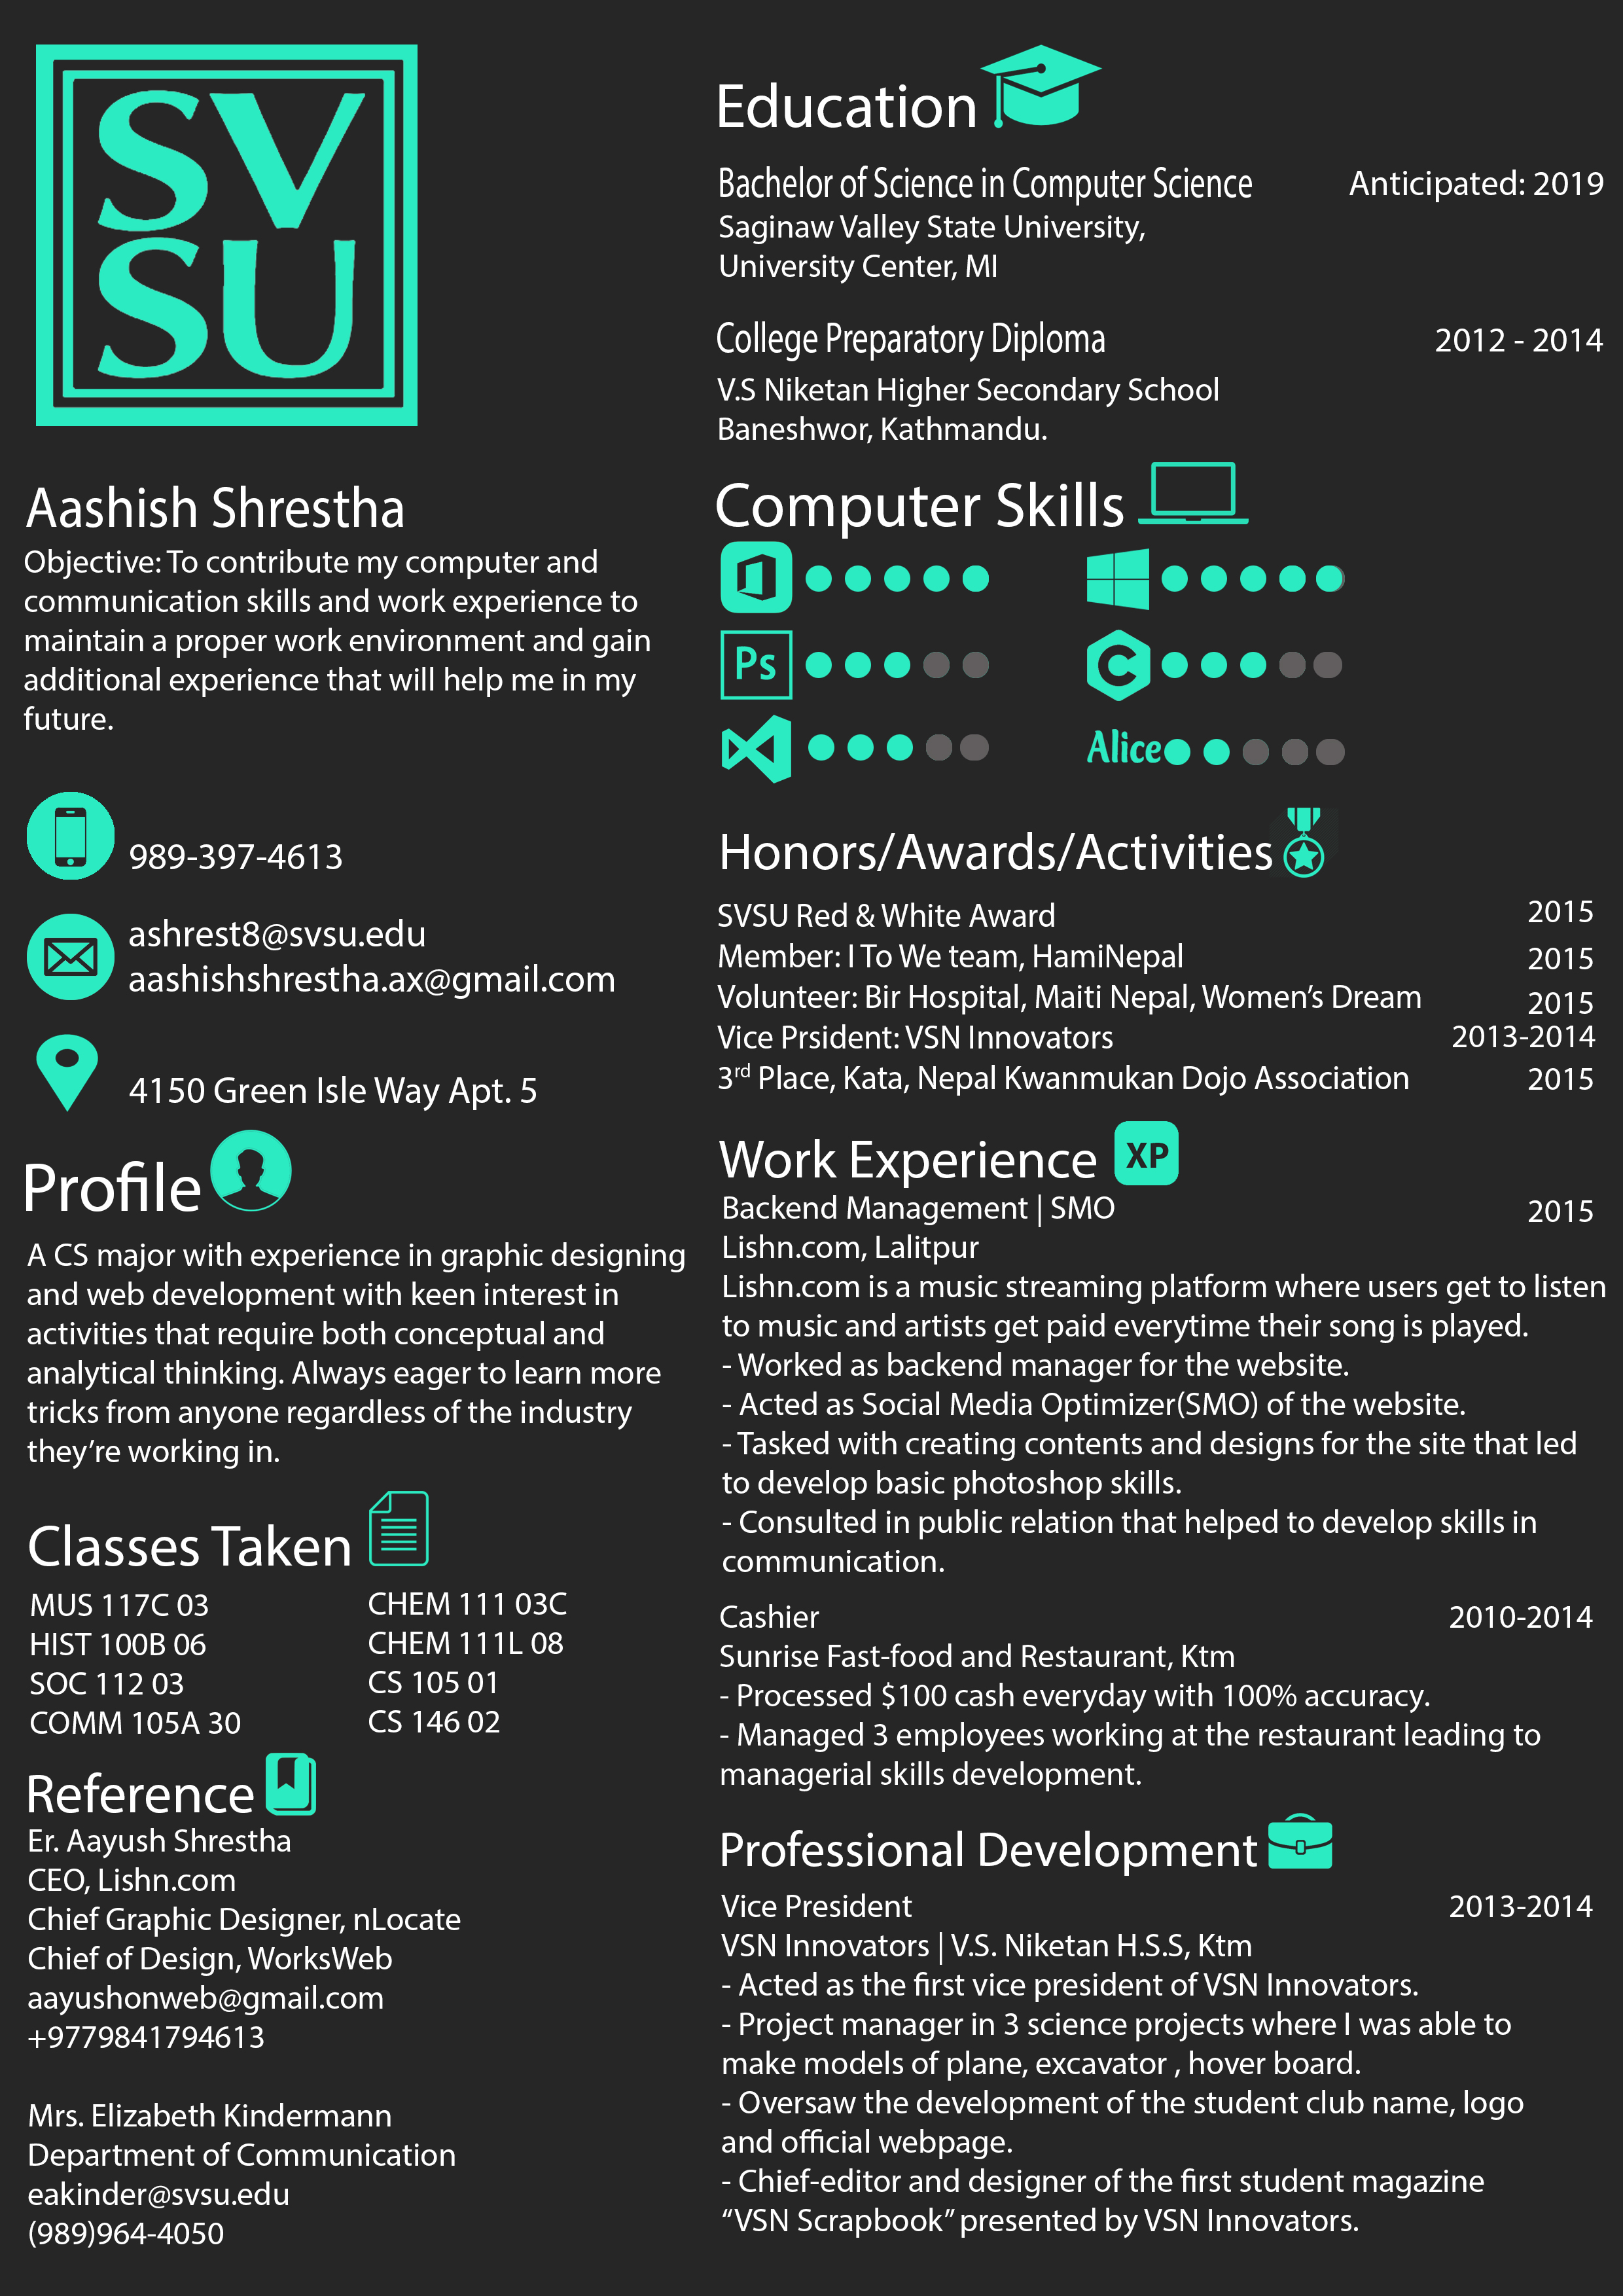 SV
SU
Aashish Shrestha
Objective: To contribute my computer and
communication skills and work experience to
maintain a proper work environment and gain
additional experience that will help me in my
future.
989-397-4613
ashrest8@svsu.edu
aashishshrestha.ax@gmail.com
4150 Green Isle Way Apt. 5
Profile
A CS major with experience in graphic designing
and web development with keen interest in
activities that require both conceptual and
analytical thinking. Always eager to learn more
tricks from anyone regardless of the industry
they're working in.
Classes Taken
MUS 117C 03
HIST 100B 06
SOC 112 03
COMM 105A 30
CHEM 111 03C
CHEM 111L 08
CS 105 01
CS 146 02
Reference
Er. Aayush Shrestha
CEO, Lishn.com
Chief Graphic Designer, nLocate
Chief of Design, WorksWeb
aayushonweb@gmail.com
+9779841794613
Mrs. Elizabeth Kindermann
Department of Communication
eakinder@svsu.edu
(989)964-4050
Education
Bachelor of Science in Computer Science Anticipated: 2019
Saginaw Valley State University,
University Center, MI
College Preparatory Diploma 2012 - 2014
V.S Niketan Higher Secondary School
Baneshwor, Kathmandu.
Computer Skills
Ps C
Alice
Honors/Awards/Activities
SVSU Red & White Award 2015
Member: I To We team, HamiNepal 2015
Volunteer: Bir Hospital, Maiti Nepal, Women's Dream 2015
Vice Prsident: VSN Innovators 2013-2014
3rd Place, Kata, Nepal Kwanmukan Dojo Association 2015
Work Experience XP
Backend Management | SMO 2015
Lishn.com, Lalitpur
Lishn.com is a music streaming platform where users get to listen
to music and artists get paid everytime their song is played.
- Worked as backend manager for the website.
- Acted as Social Media Optimizer(SMO) of the website.
- Tasked with creating contents and designs for the site that led
to develop basic photoshop skills.
- Consulted in public relation that helped to develop skills in
communication.
Cashier 2010-2014
Sunrise Fast-food and Restaurant, Ktm
- Processed $100 cash everyday with 100% accuracy.
- Managed 3 employees working at the restaurant leading to
managerial skills development.
Professional Development
Vice President 2013-2014
VSN Innovators | V.S. Niketan H.S.S, Ktm
- Acted as the first vice president of VSN Innovators.
- Project manager in 3 science projects where I was able to
make models of plane, excavator , hover board.
- Oversaw the development of the student club name, logo
and official webpage.
- Chief-editor and designer of the first student magazine
“VSN Scrapbook” presented by VSN Innovators.